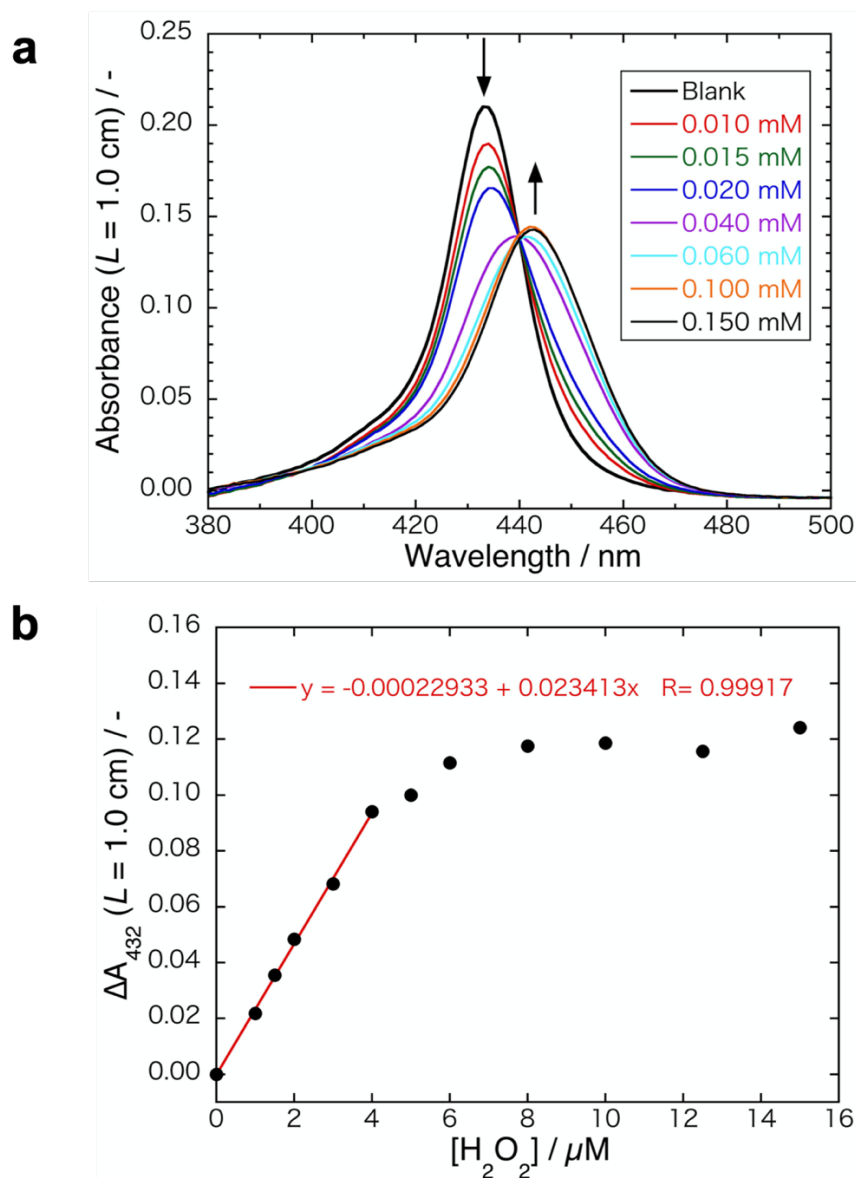 a
0.25
0.20
0.15
0.10
0.05
0.00
Absorbance (L = 1.0 cm) / -
Blank
0.010 mM
0.015 mM
0.020 mM
0.040 mM
0.060 mM
0.100 mM
0.150 mM
380 400 420 440 460 480 500
Wavelength / nm
b
0.16
0.14
0.12
0.10
0.08
0.06
0.04
0.02
0.00
ΔA432 (L = 1.0 cm) / -
y = -0.00022933 + 0.023413x R= 0.99917
0 2 4 6 8 10 12 14 16
[H2O2] / μM